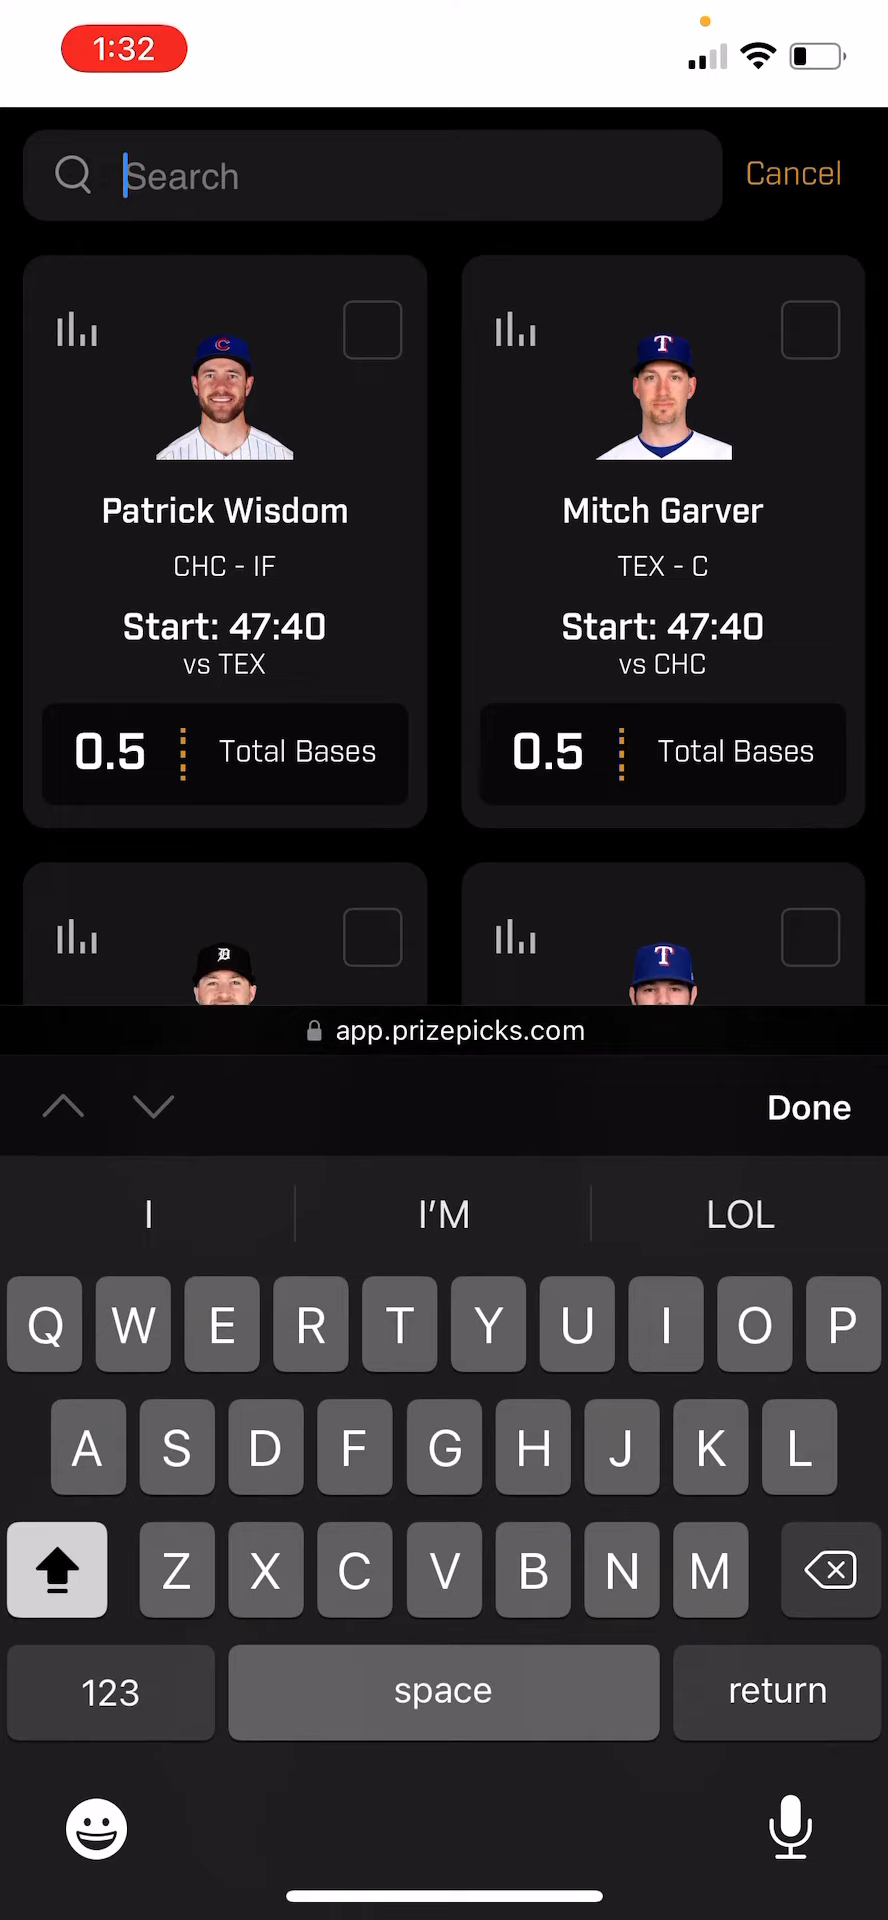 1:32
Search
Cancel
Patrick Wisdom
CHC - IF
Start: 47:40
vs TEX
0.5 Total Bases
Mitch Garver
TEX - C
Start: 47:40
vs CHC
0.5 Total Bases
app.prizepicks.com
Done
I I'M LOL
Q W E R T Y U I O P
A S D F G H J K L
Z X C V B N M
123 space return